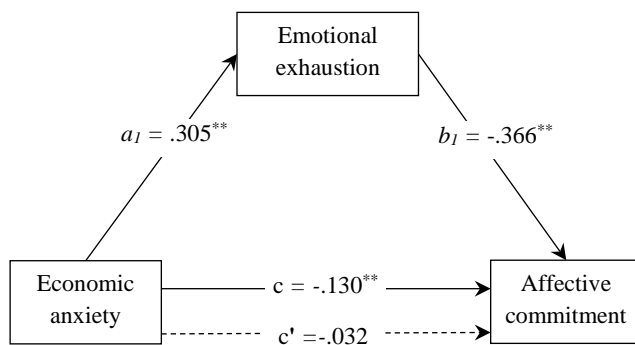 Emotional
exhaustion
a₁ = .305**
b₁ = -.366**
Economic
anxiety
c = -.130**
c' =-.032
Affective
commitment